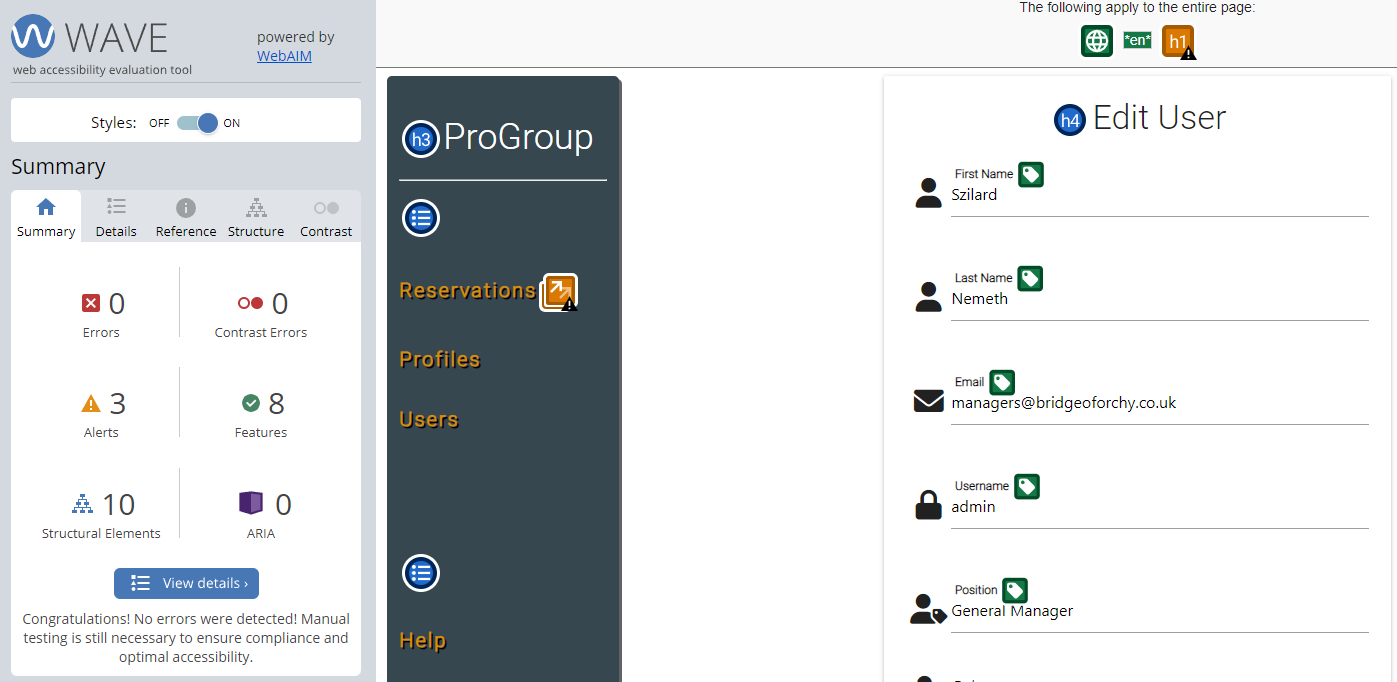 WAVE
web accessibility evaluation tool
powered by
WebAIM
Styles: OFF ON
Summary
Summary Details Reference Structure Contrast
0
Errors
0
Contrast Errors
3
Alerts
8
Features
10
Structural Elements
0
ARIA
View details ›
Congratulations! No errors were detected! Manual
testing is still necessary to ensure compliance and
optimal accessibility.
The following apply to the entire page:
*en* h1
h3 ProGroup
Reservations
Profiles
Users
Help
h4 Edit User
First Name
Szilard
Last Name
Nemeth
Email
managers@bridgeoforchy.co.uk
Username
admin
Position
General Manager